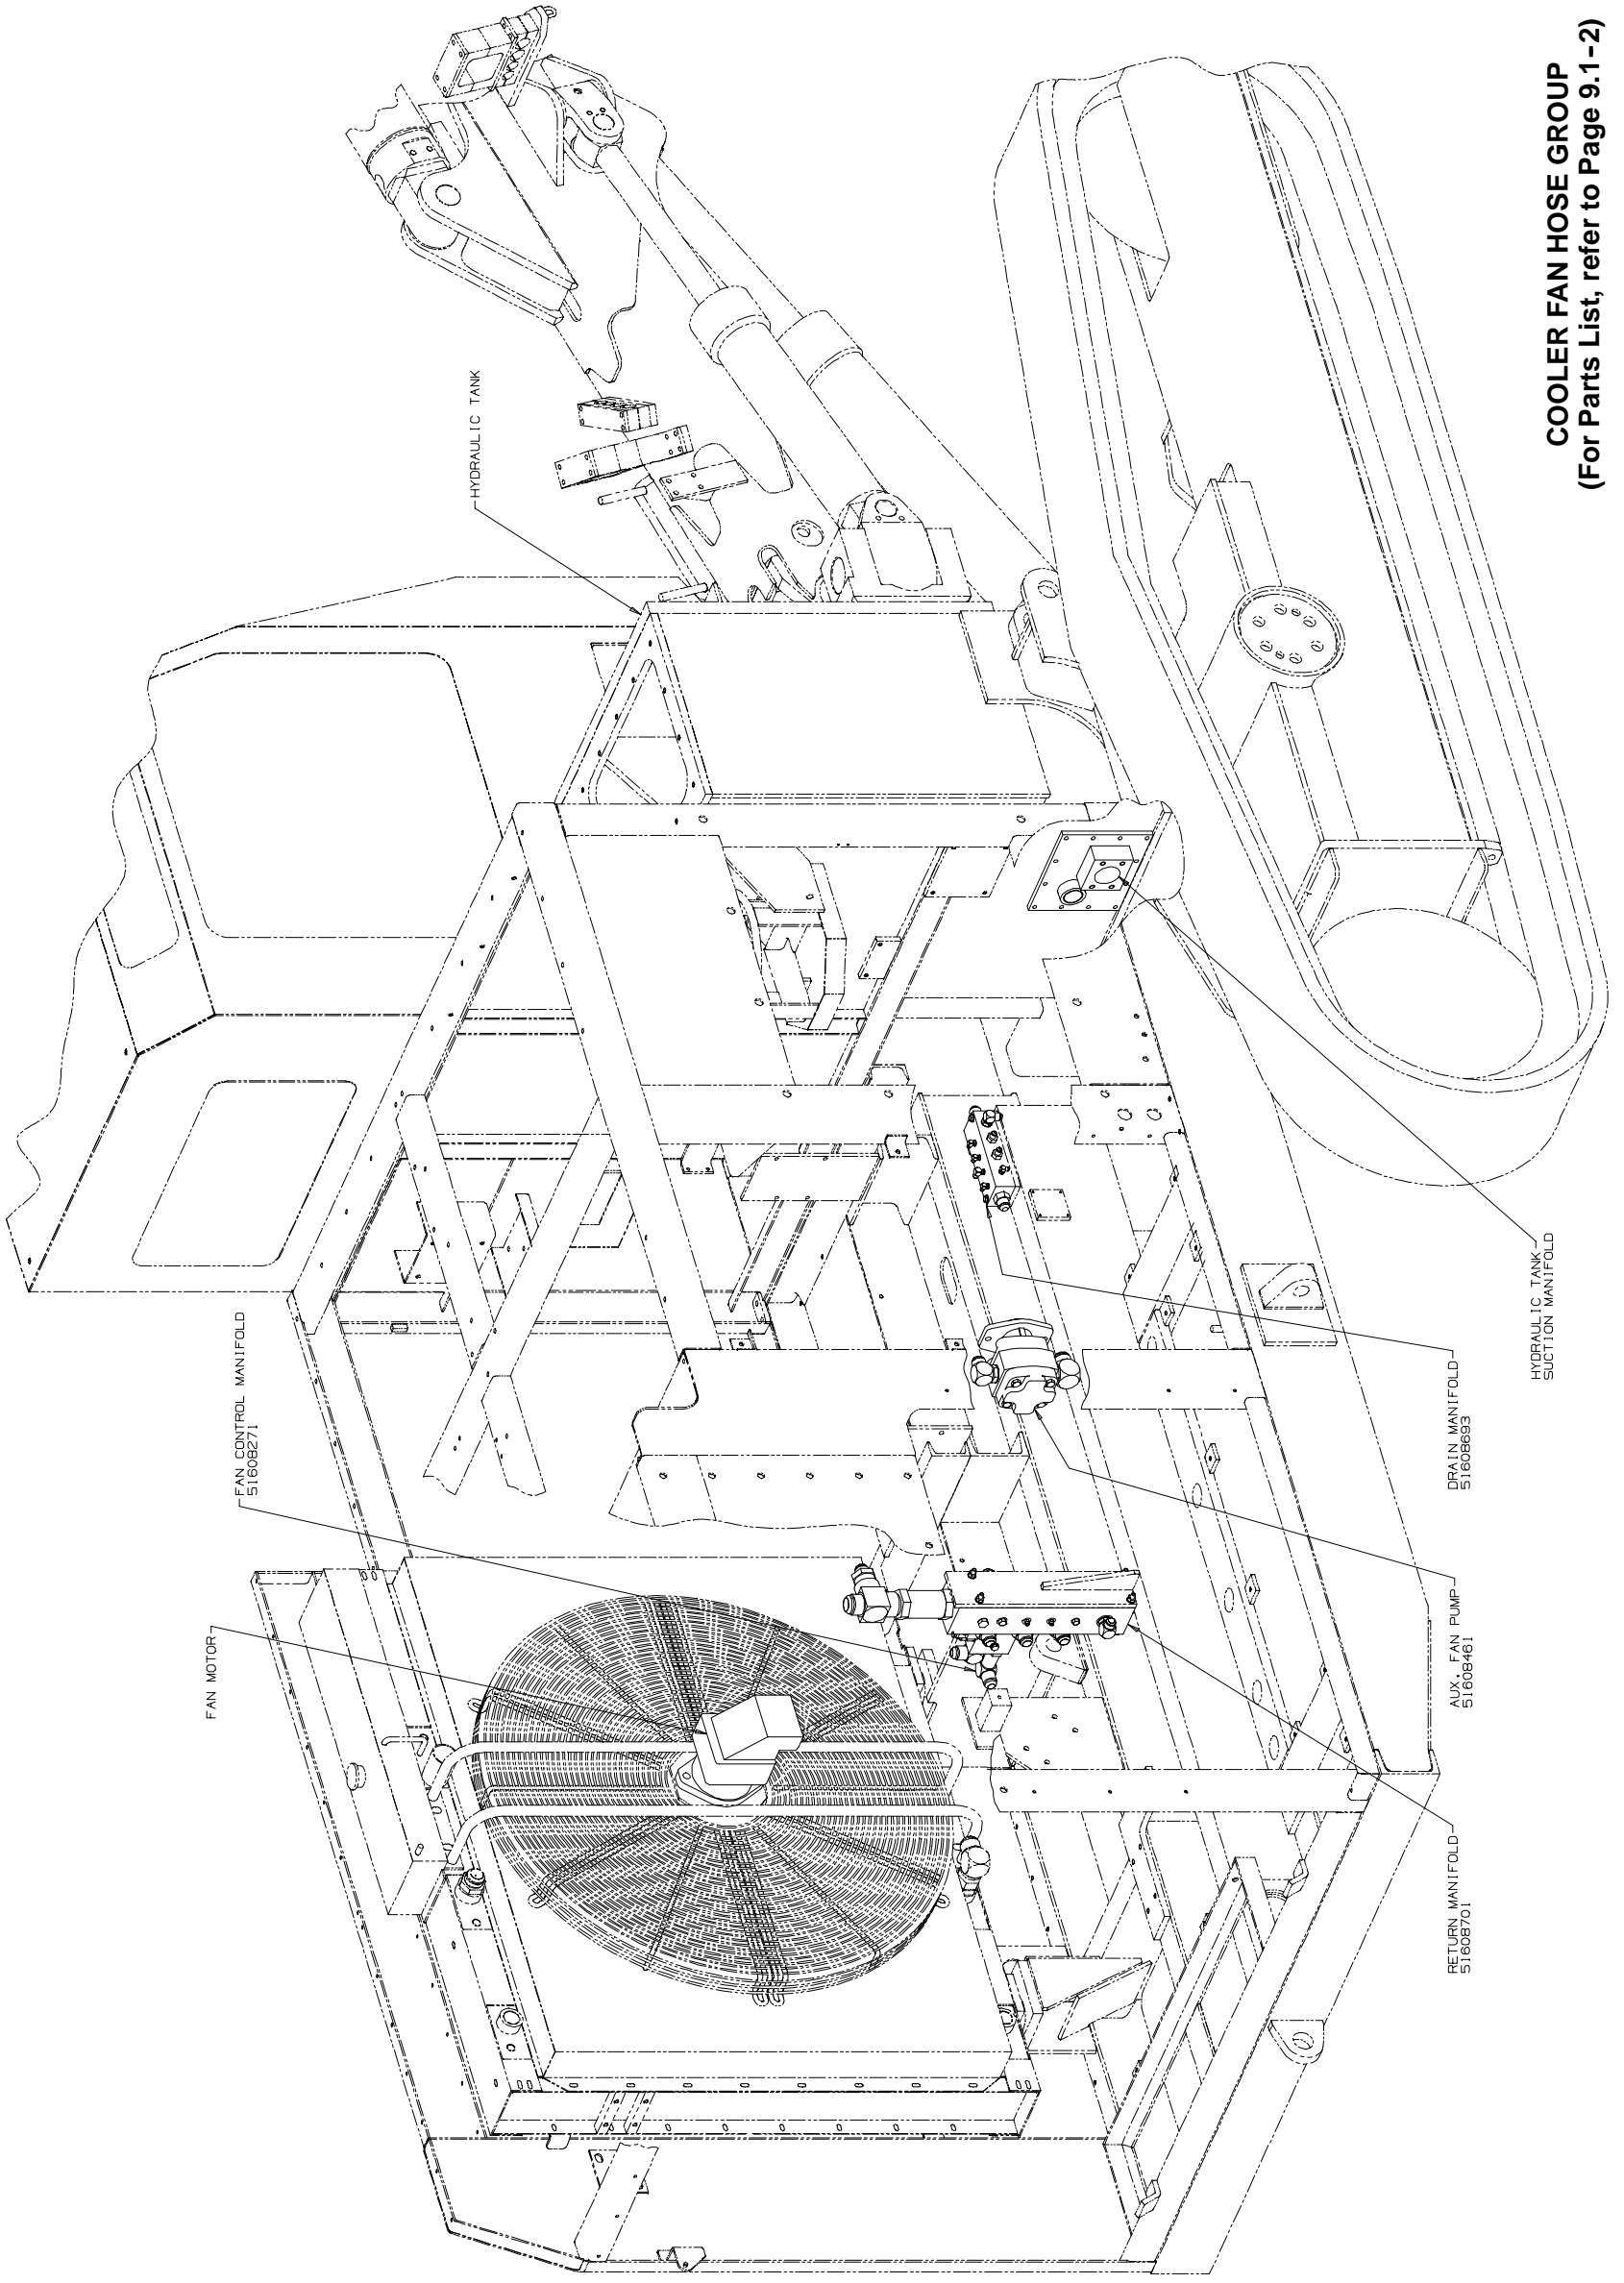 FAN MOTOR
FAN CONTROL MANIFOLD
51608271
HYDRAULIC TANK
RETURN MANIFOLD
51608701
AUX. FAN PUMP
51608461
DRAIN MANIFOLD
51608693
HYDRAULIC TANK
SUCTION MANIFOLD
COOLER FAN HOSE GROUP
(For Parts List, refer to Page 9.1-2)